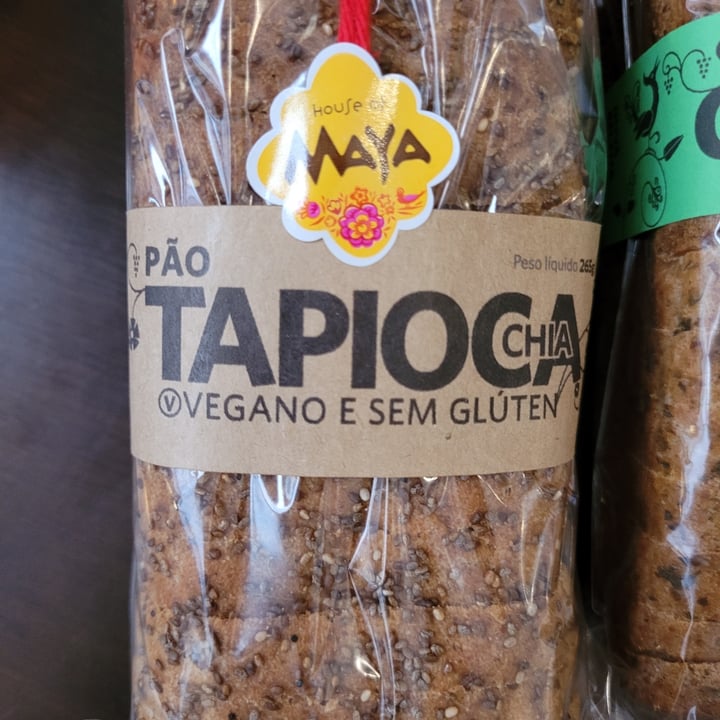 House of
MAYA
PÃO
Peso líquido 265g
TAPIOCA
CHIA
V VEGANO E SEM GLÚTEN